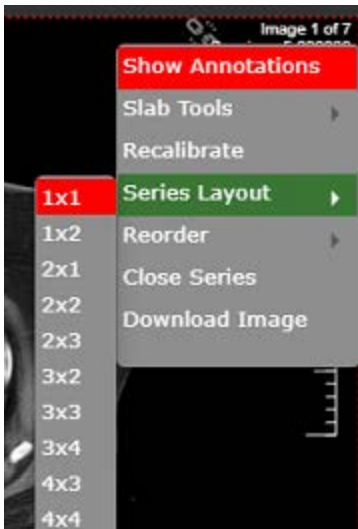 Image 1 of 7
Show Annotations
Slab Tools
Recalibrate
Series Layout
Reorder
Close Series
Download Image
1x1
1x2
2x1
2x2
2x3
3x2
3x3
3x4
4x3
4x4